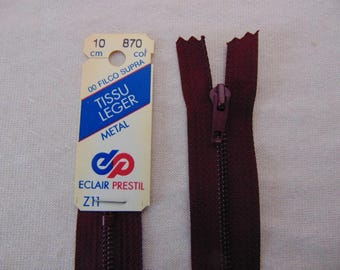 10 870
cm col
00 FILCO SUPRA
TISSU
LEGER
METAL
ECLAIR PRESTIL
Z11